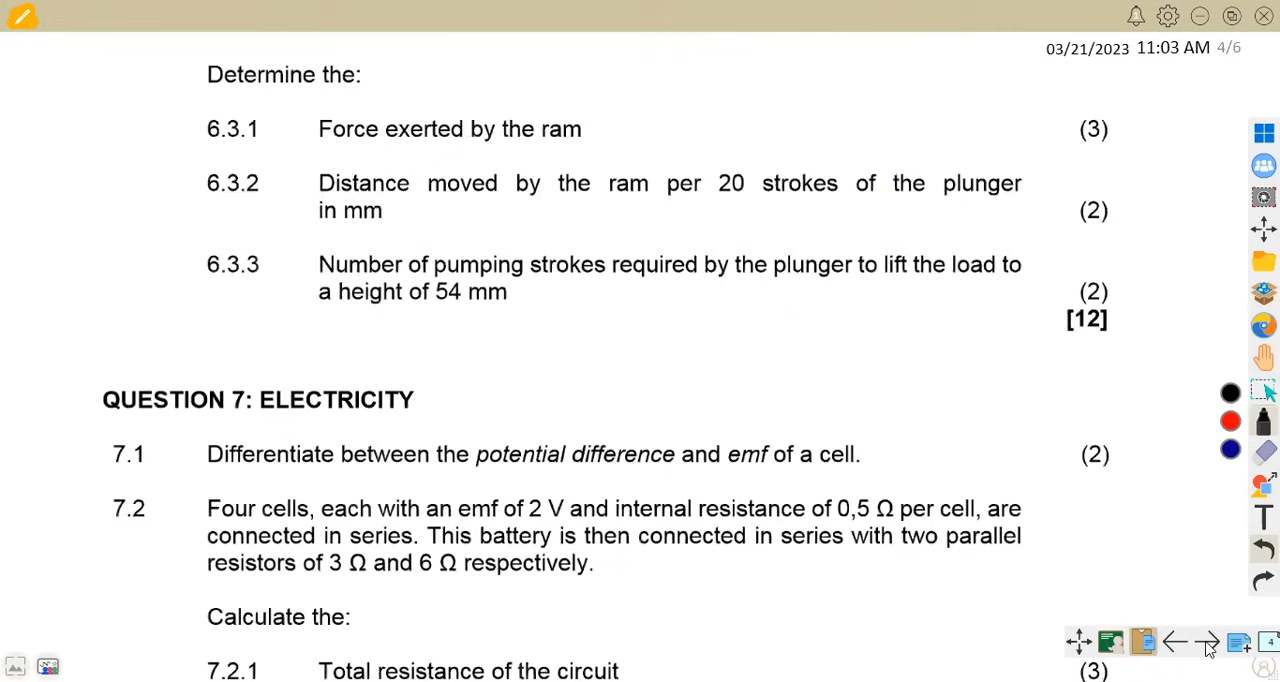 03/21/2023 11:03 AM 4/6
Determine the:
6.3.1 Force exerted by the ram (3)
6.3.2 Distance moved by the ram per 20 strokes of the plunger
in mm (2)
6.3.3 Number of pumping strokes required by the plunger to lift the load to
a height of 54 mm (2)
[12]
QUESTION 7: ELECTRICITY
7.1 Differentiate between the potential difference and emf of a cell. (2)
7.2 Four cells, each with an emf of 2 V and internal resistance of 0,5 Ω per cell, are
connected in series. This battery is then connected in series with two parallel
resistors of 3 Ω and 6 Ω respectively.
Calculate the:
7.2.1 Total resistance of the circuit (3)
T
4